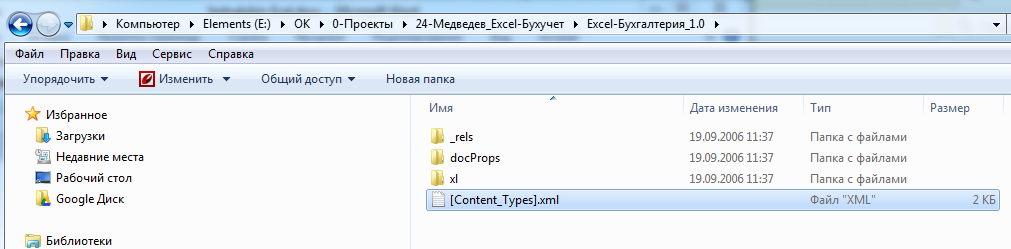 Компьютер ▸ Elements (E:) ▸ ОК ▸ 0-Проекты ▸ 24-Медведев_Excel-Бухучет ▸ Excel-Бухгалтерия_1.0 ▸
Файл Правка Вид Сервис Справка
Упорядочить Изменить Общий доступ Новая папка
Избранное
Загрузки
Недавние места
Рабочий стол
Google Диск
Библиотеки
Имя Дата изменения Тип Размер
_rels 19.09.2006 11:37 Папка с файлами
docProps 19.09.2006 11:37 Папка с файлами
xl 19.09.2006 11:37 Папка с файлами
[Content_Types].xml Файл "XML" 2 КБ